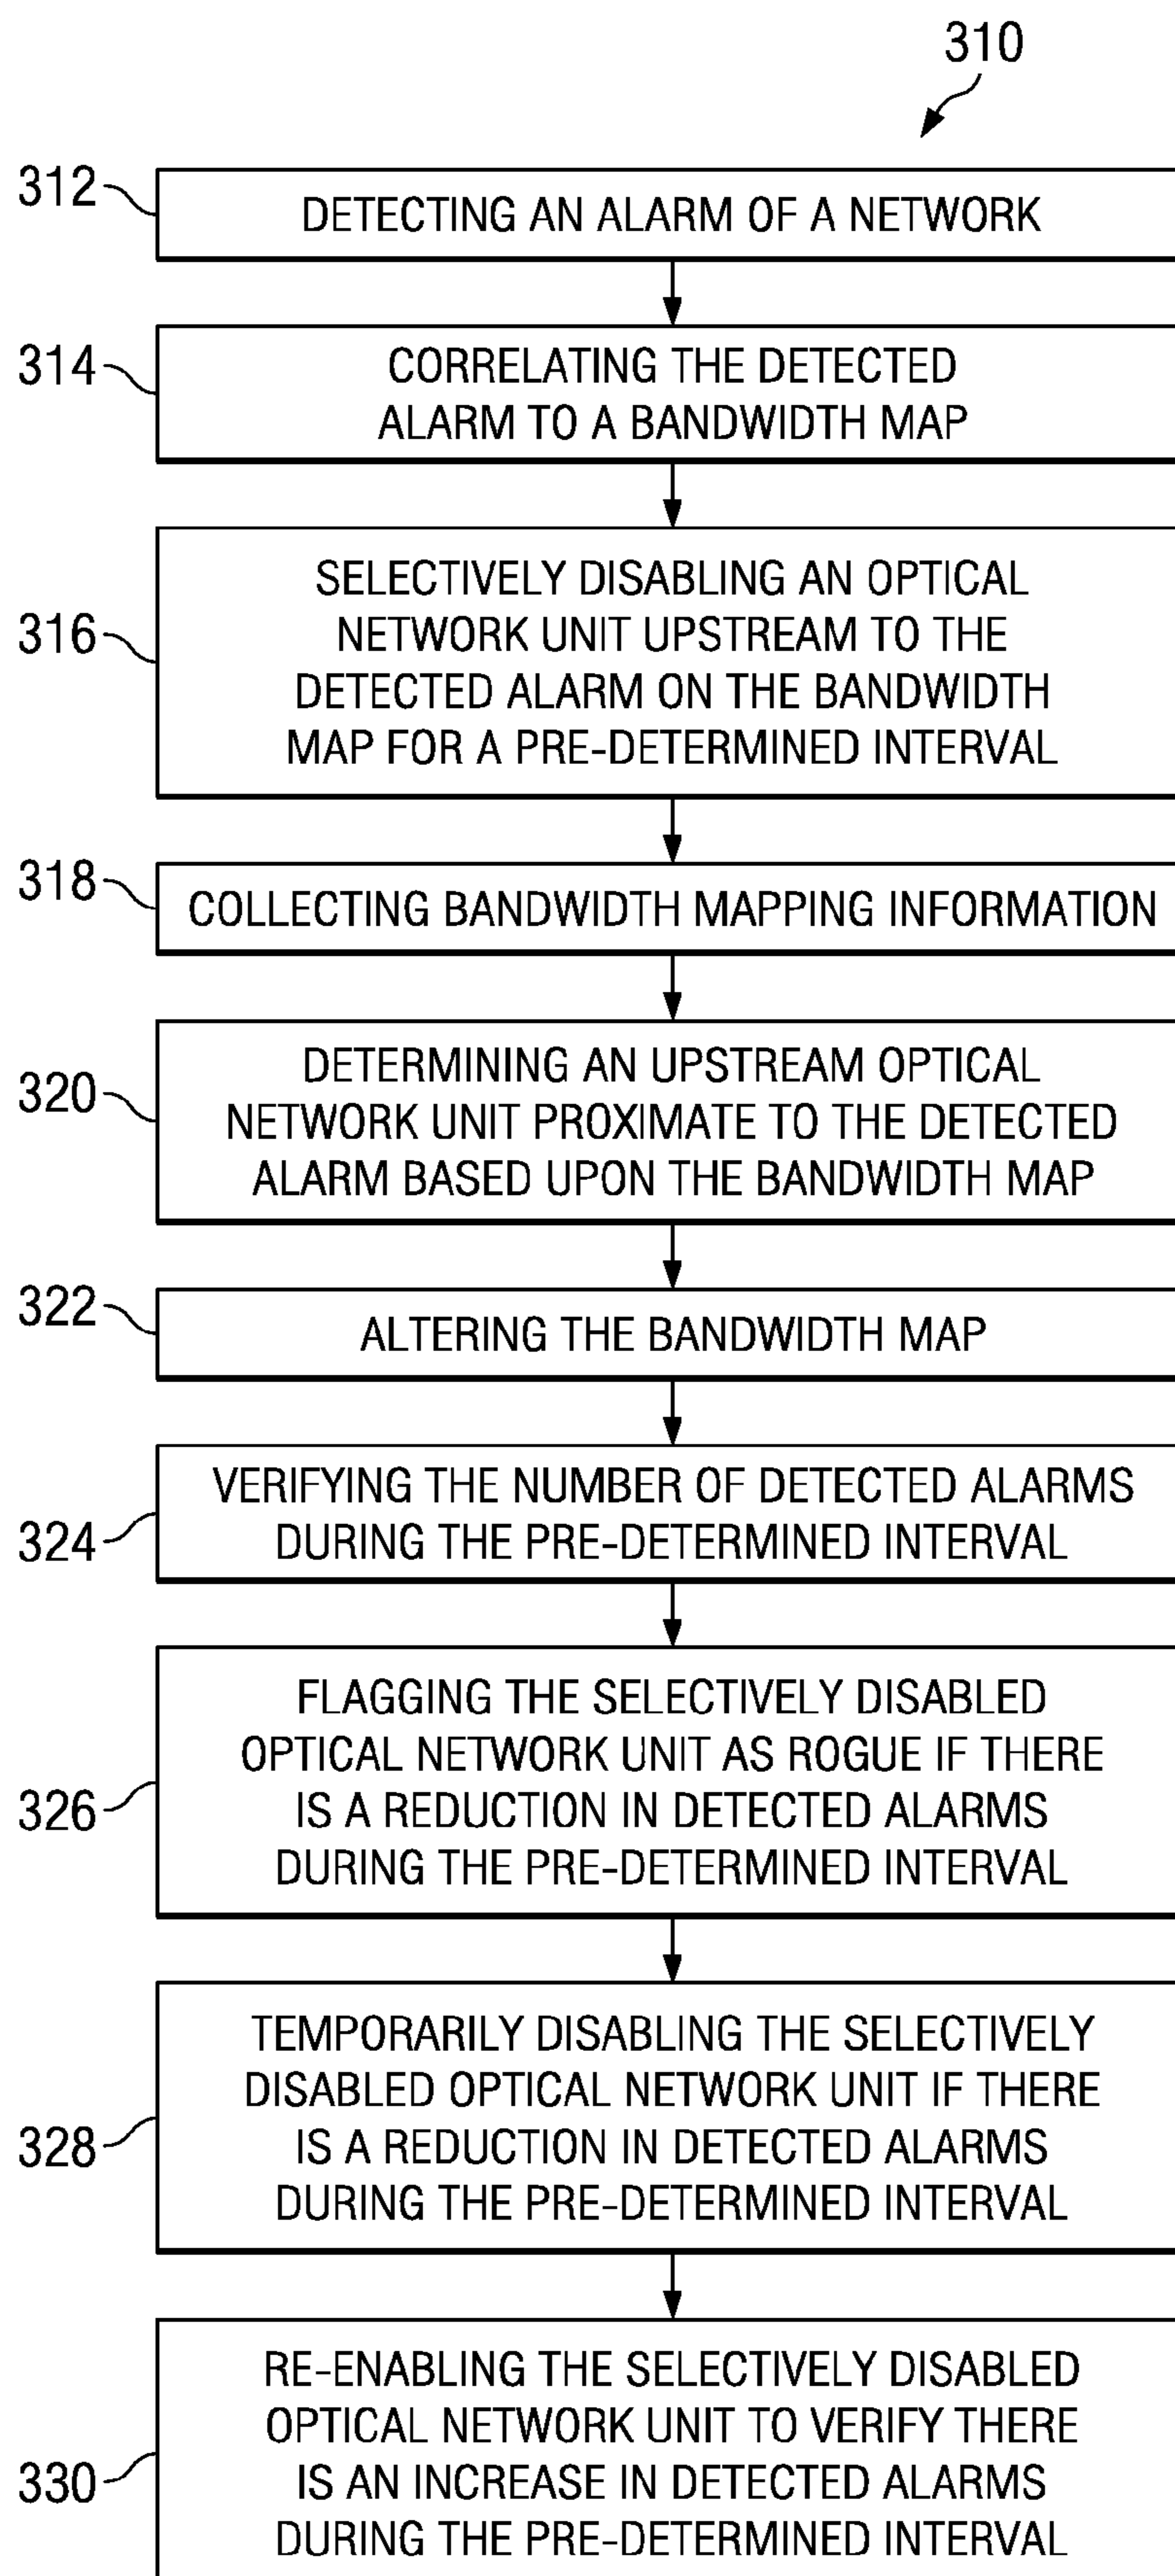 310
312
DETECTING AN ALARM OF A NETWORK
314
CORRELATING THE DETECTED
ALARM TO A BANDWIDTH MAP
316
SELECTIVELY DISABLING AN OPTICAL
NETWORK UNIT UPSTREAM TO THE
DETECTED ALARM ON THE BANDWIDTH
MAP FOR A PRE-DETERMINED INTERVAL
318
COLLECTING BANDWIDTH MAPPING INFORMATION
320
DETERMINING AN UPSTREAM OPTICAL
NETWORK UNIT PROXIMATE TO THE DETECTED
ALARM BASED UPON THE BANDWIDTH MAP
322
ALTERING THE BANDWIDTH MAP
324
VERIFYING THE NUMBER OF DETECTED ALARMS
DURING THE PRE-DETERMINED INTERVAL
326
FLAGGING THE SELECTIVELY DISABLED
OPTICAL NETWORK UNIT AS ROGUE IF THERE
IS A REDUCTION IN DETECTED ALARMS
DURING THE PRE-DETERMINED INTERVAL
328
TEMPORARILY DISABLING THE SELECTIVELY
DISABLED OPTICAL NETWORK UNIT IF THERE
IS A REDUCTION IN DETECTED ALARMS
DURING THE PRE-DETERMINED INTERVAL
330
RE-ENABLING THE SELECTIVELY DISABLED
OPTICAL NETWORK UNIT TO VERIFY THERE
IS AN INCREASE IN DETECTED ALARMS
DURING THE PRE-DETERMINED INTERVAL